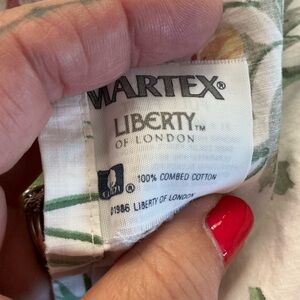 MARTEX®
LIBERTY™
OF LONDON
® 100% COMBED COTTON
©1986 LIBERTY OF LONDON